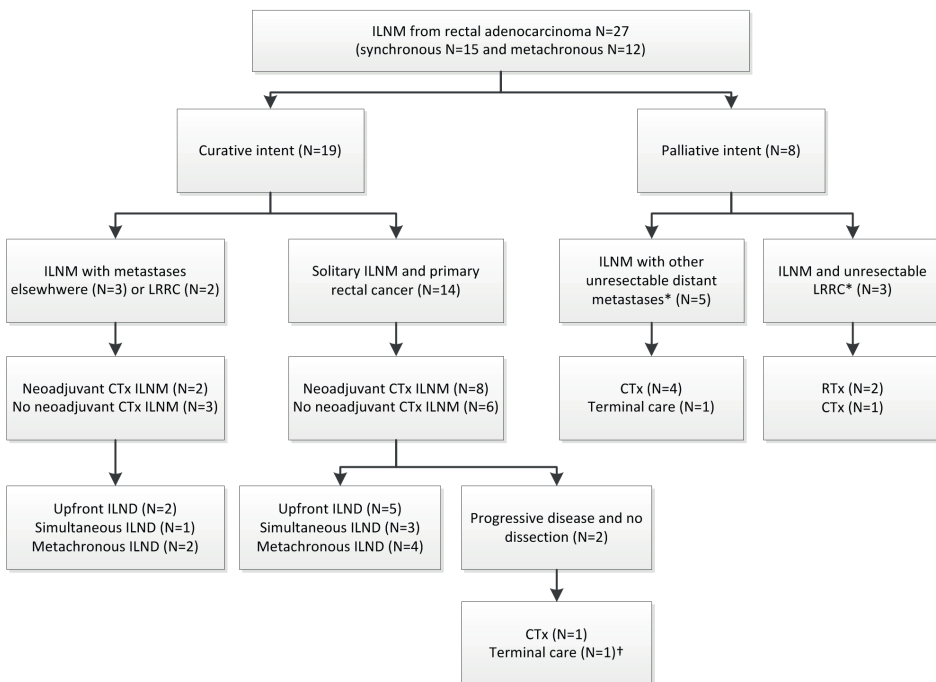 ILNM from rectal adenocarcinoma N=27
(synchronous N=15 and metachronous N=12)
Curative intent (N=19)
Palliative intent (N=8)
ILNM with metastases
elsewhwere (N=3) or LRRC (N=2)
Solitary ILNM and primary
rectal cancer (N=14)
ILNM with other
unresectable distant
metastases* (N=5)
ILNM and unresectable
LRRC* (N=3)
Neoadjuvant CTx ILNM (N=2)
No neoadjuvant CTx ILNM (N=3)
Neoadjuvant CTx ILNM (N=8)
No neoadjuvant CTx ILNM (N=6)
CTx (N=4)
Terminal care (N=1)
RTx (N=2)
CTx (N=1)
Upfront ILND (N=2)
Simultaneous ILND (N=1)
Metachronous ILND (N=2)
Upfront ILND (N=5)
Simultaneous ILND (N=3)
Metachronous ILND (N=4)
Progressive disease and no
dissection (N=2)
CTx (N=1)
Terminal care (N=1)†